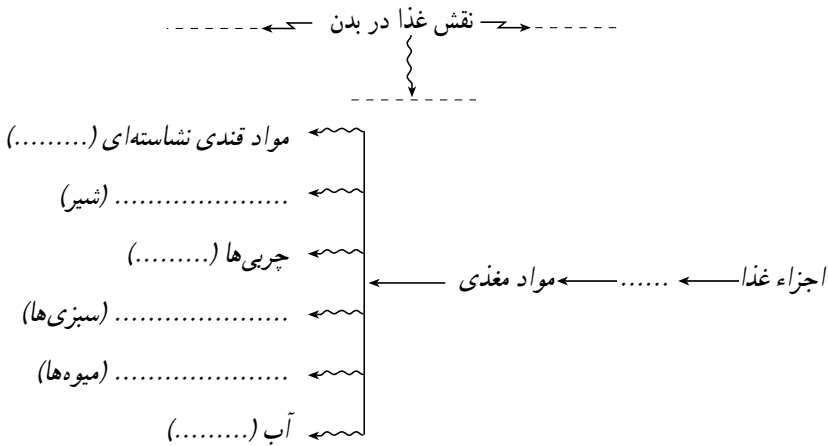 نقش غذا در بدن
مواد قندی نشاسته‌ای (.........)
..................... (شیر)
چربی‌ها (.........)
اجزاء غذا ...... مواد مغذی
..................... (سبزی‌ها)
..................... (میوه‌ها)
آب (.........)